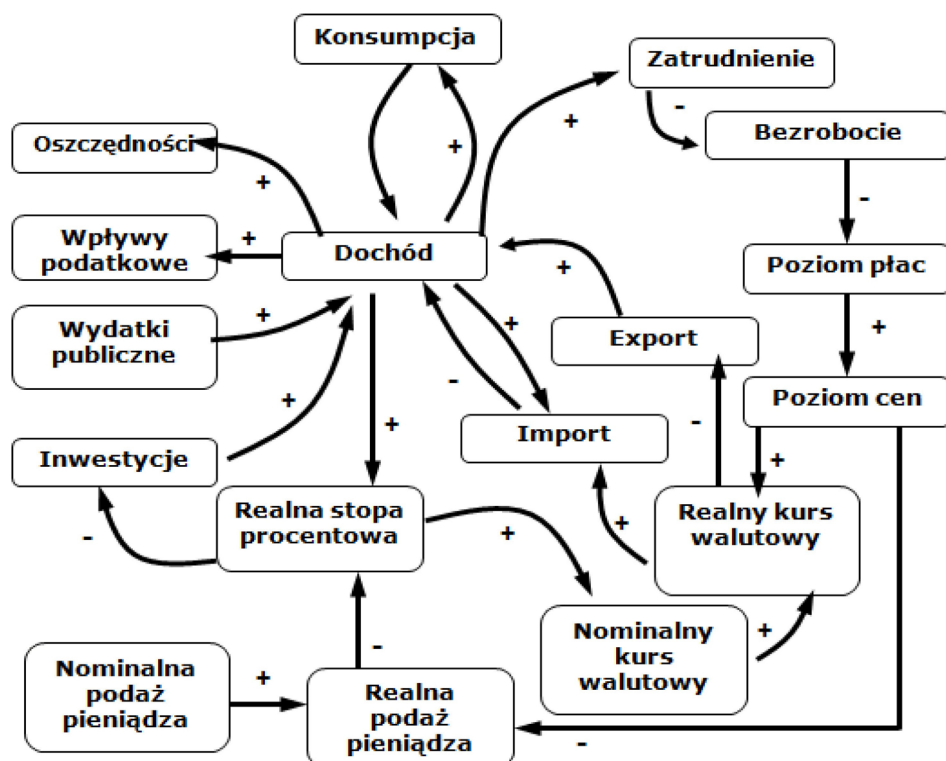 Konsumpcja
+
Zatrudnienie
+
-
Bezrobocie
Oszczędności
+
-
Wpływy
podatkowe
+
Dochód
+
Poziom płac
Wydatki
publiczne
+
+
Export
+
-
+
-
Poziom cen
Inwestycje
+
Import
+
-
Realna stopa
procentowa
+
+
Realny kurs
walutowy
-
Nominalny
kurs
walutowy
+
Nominalna
podaż
pieniądza
+
-
Realna
podaż
pieniądza
-